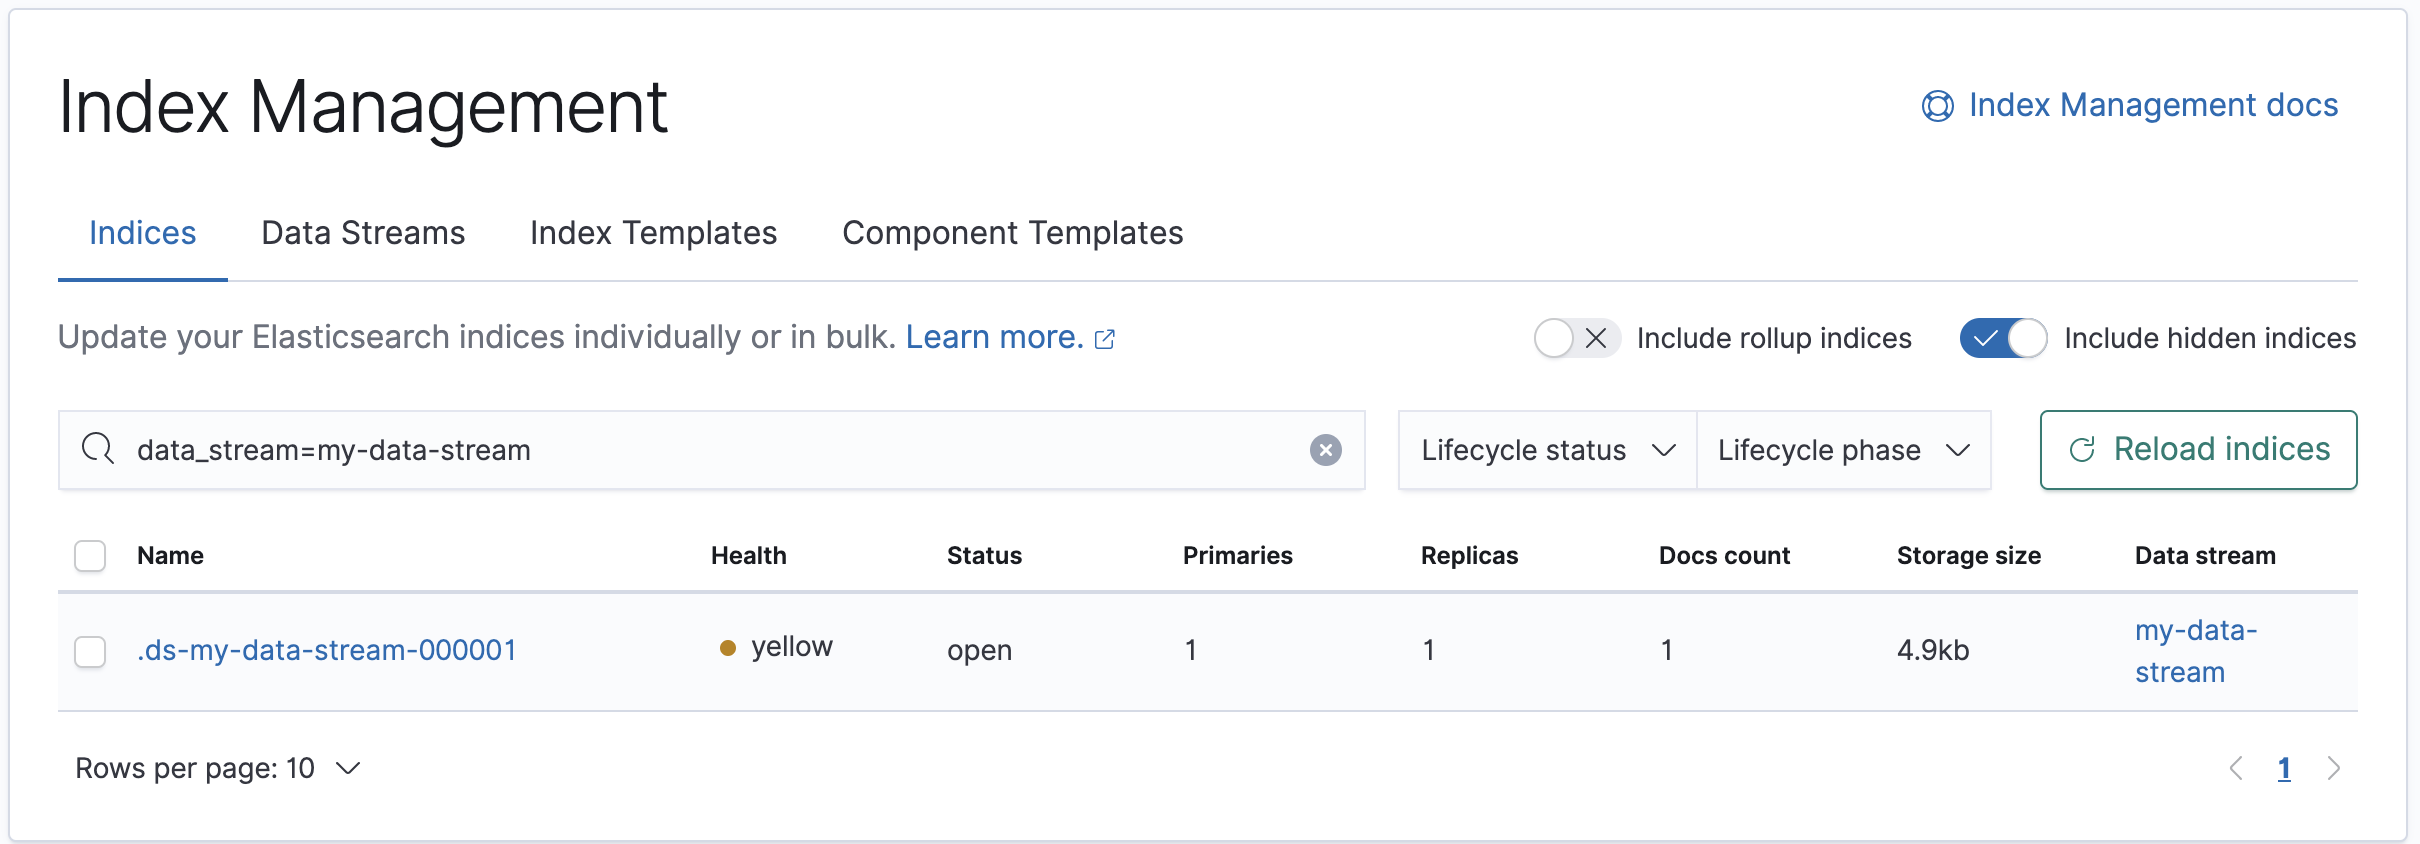 Index Management
Index Management docs
Indices Data Streams Index Templates Component Templates
Update your Elasticsearch indices individually or in bulk. Learn more.
Include rollup indices Include hidden indices
data_stream=my-data-stream
Lifecycle status Lifecycle phase
Reload indices
Name Health Status Primaries Replicas Docs count Storage size Data stream
.ds-my-data-stream-000001 yellow open 1 1 1 4.9kb my-data-
stream
Rows per page: 10
1